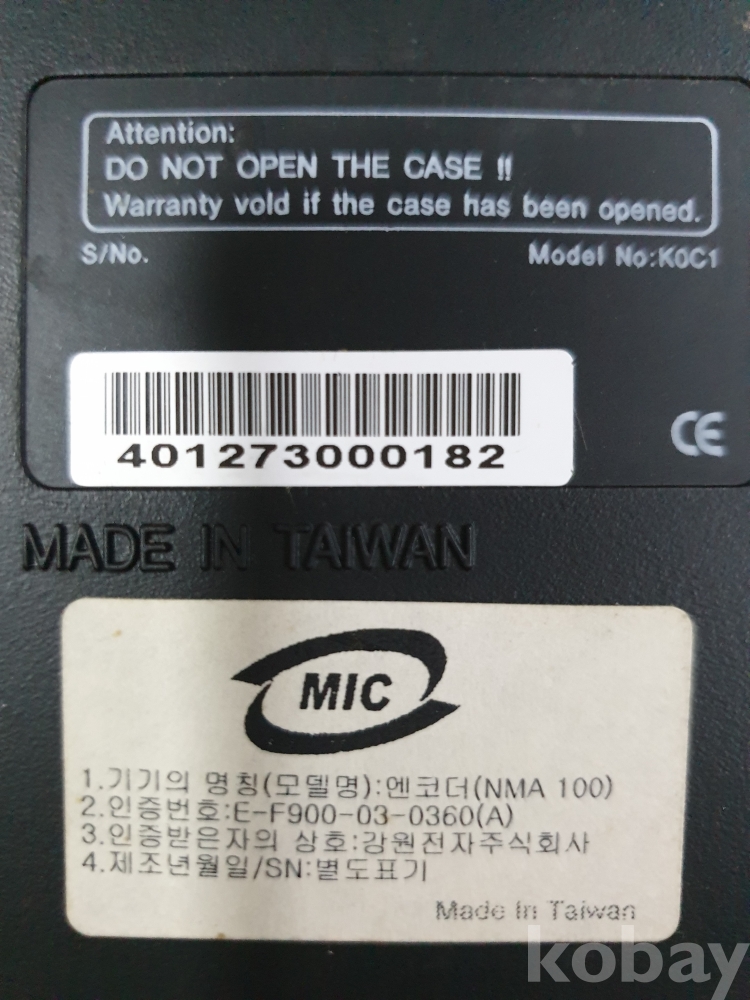 Attention:
DO NOT OPEN THE CASE !!
Warranty vold if the case has been opened.
S/No.
Model No:K0C1
401273000182
CE
MADE IN TAIWAN
MIC
1.기기의 명칭(모델명):엔코더(NMA 100)
2.인증번호:E-F900-03-0360(A)
3.인증받은자의 상호:강원전자주식회사
4.제조년월일/SN:별도표기
Made In Taiwan
kobay